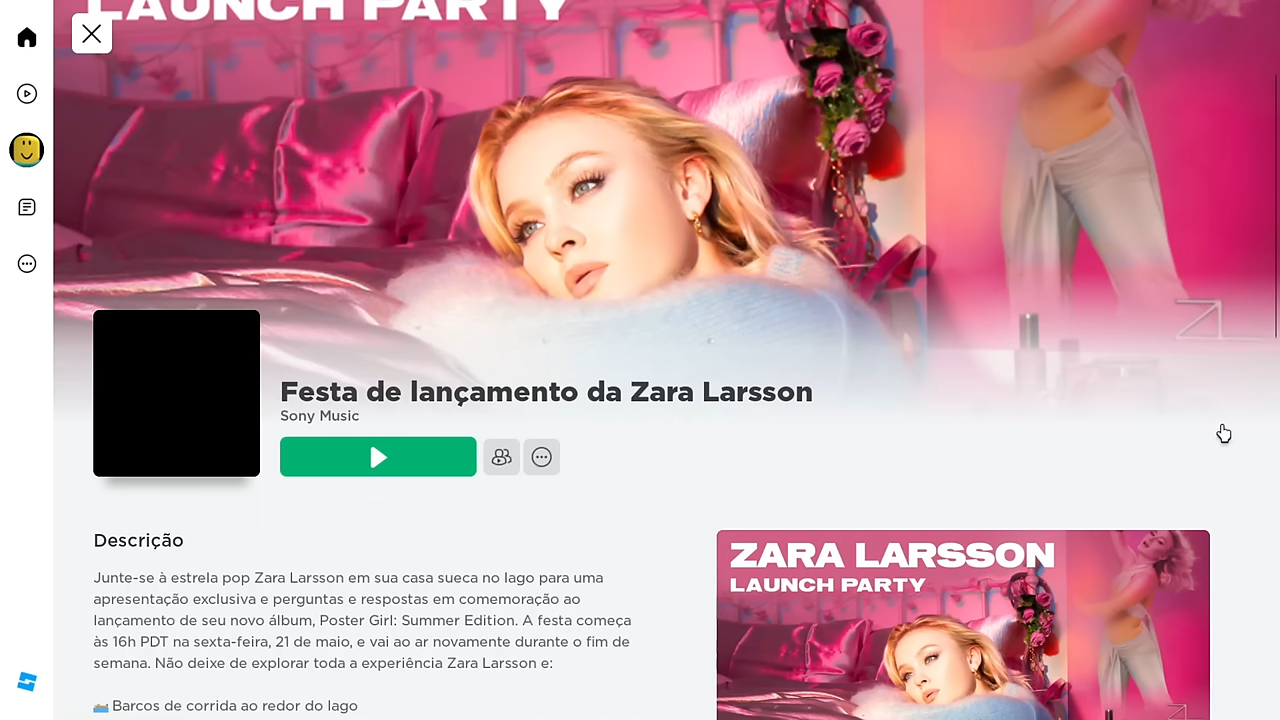 LAUNCH PARTY
Festa de lançamento da Zara Larsson
Sony Music
Descrição
Junte-se à estrela pop Zara Larsson em sua casa sueca no lago para uma
apresentação exclusiva e perguntas e respostas em comemoração ao
lançamento de seu novo álbum, Poster Girl: Summer Edition. A festa começa
às 16h PDT na sexta-feira, 21 de maio, e vai ao ar novamente durante o fim de
semana. Não deixe de explorar toda a experiência Zara Larsson e:
Barcos de corrida ao redor do lago
ZARA LARSSON
LAUNCH PARTY